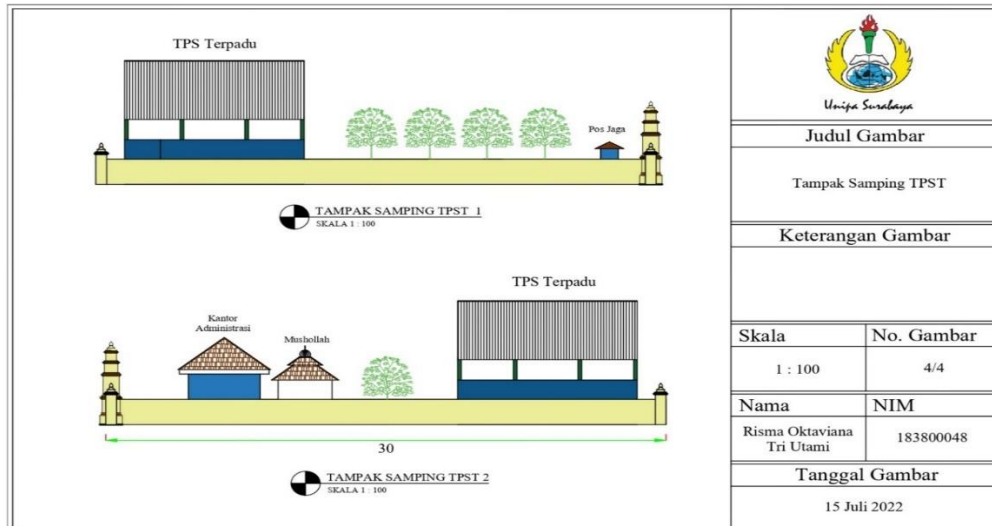 TPS Terpadu
Pos Jaga
TAMPAK SAMPING TPST 1
SKALA 1 : 100
TPS Terpadu
Kantor
Administrasi
Mushollah
30
TAMPAK SAMPING TPST 2
SKALA 1 : 100
Unipa Surabaya
Judul Gambar
Tampak Samping TPST
Keterangan Gambar
Skala
No. Gambar
1 : 100
4/4
Nama
NIM
Risma Oktaviana
Tri Utami
183800048
Tanggal Gambar
15 Juli 2022